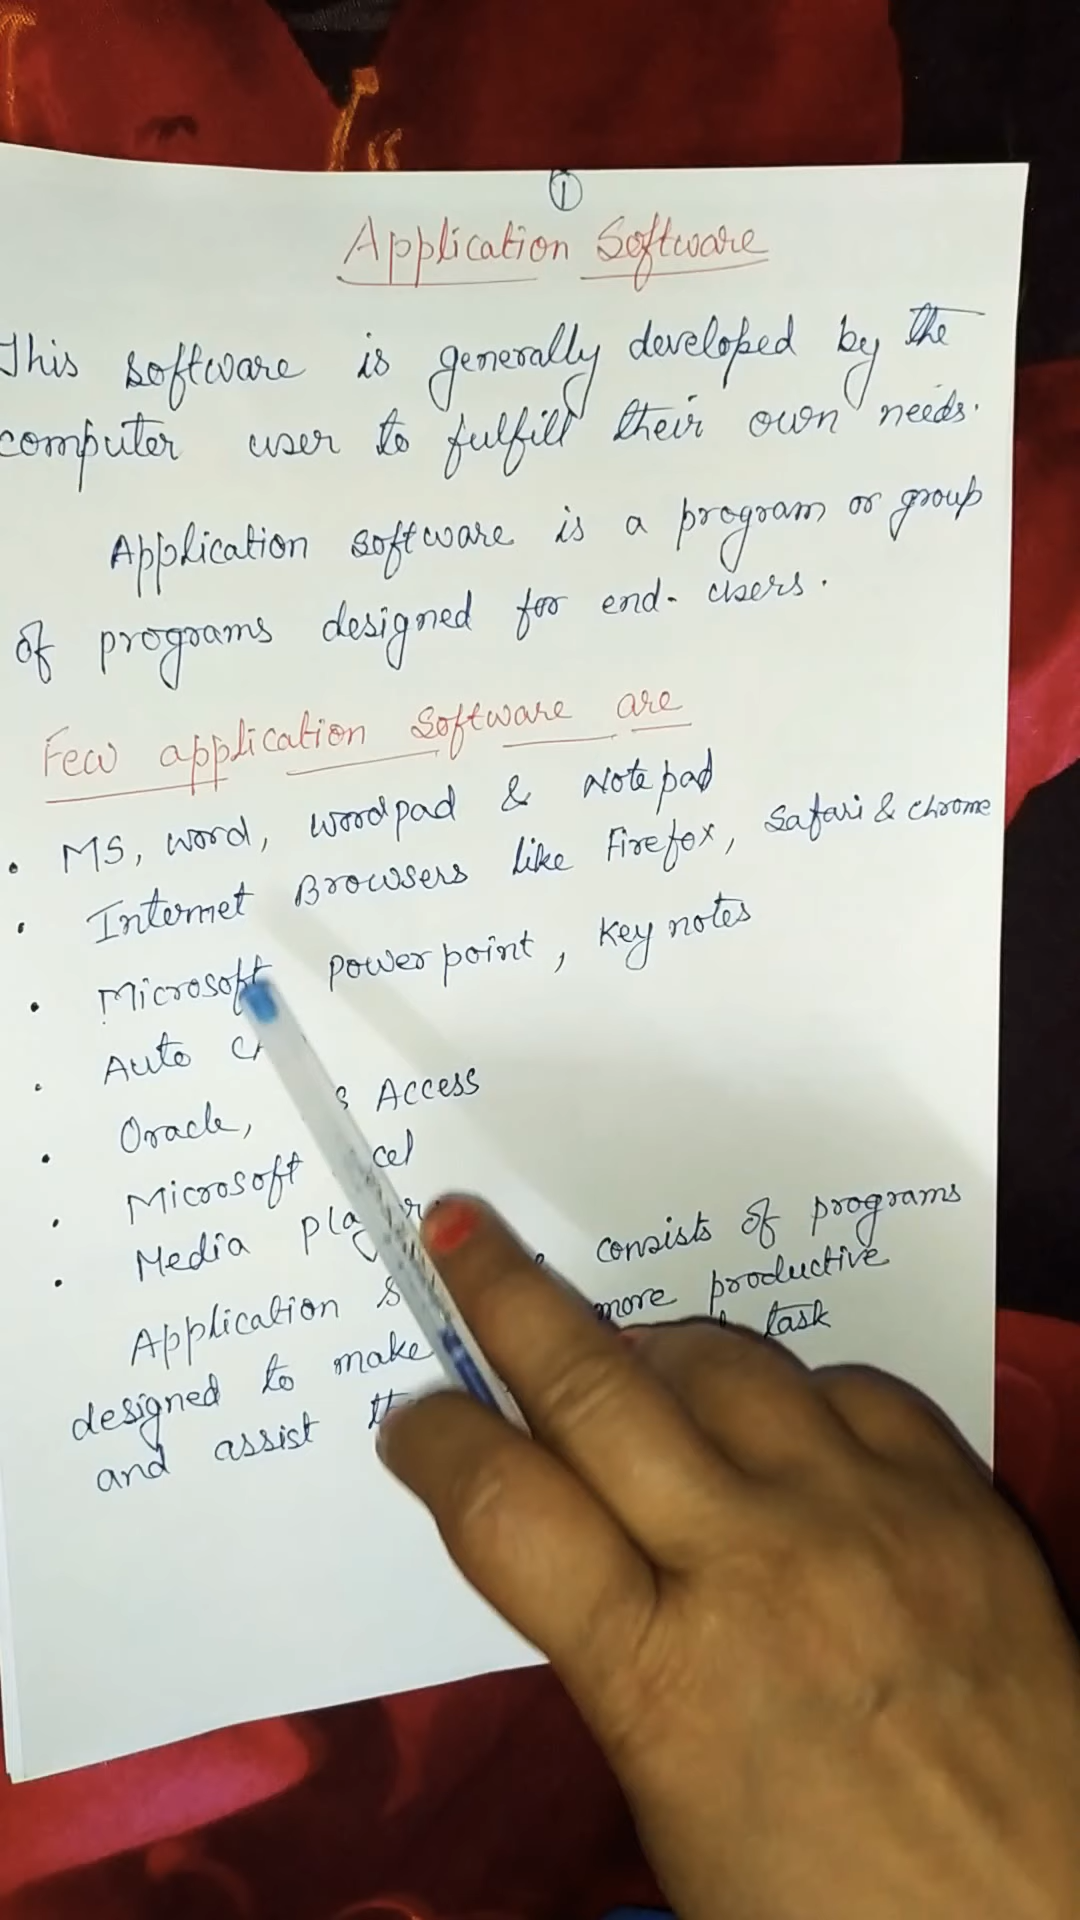 1
Application Software
This software is generally developed by the
computer user to fulfill their own needs.
Application software is a program or group
of programs designed for end- users.
Few application software are
• MS, word, wordpad & Note pad
• Internet Browsers like Firefox, Safari & chrome
• Microsoft power point, key notes
• Auto
• Oracle, Access
• Microsoft
• Media
Application consists of programs
designed to make more productive
and assist task